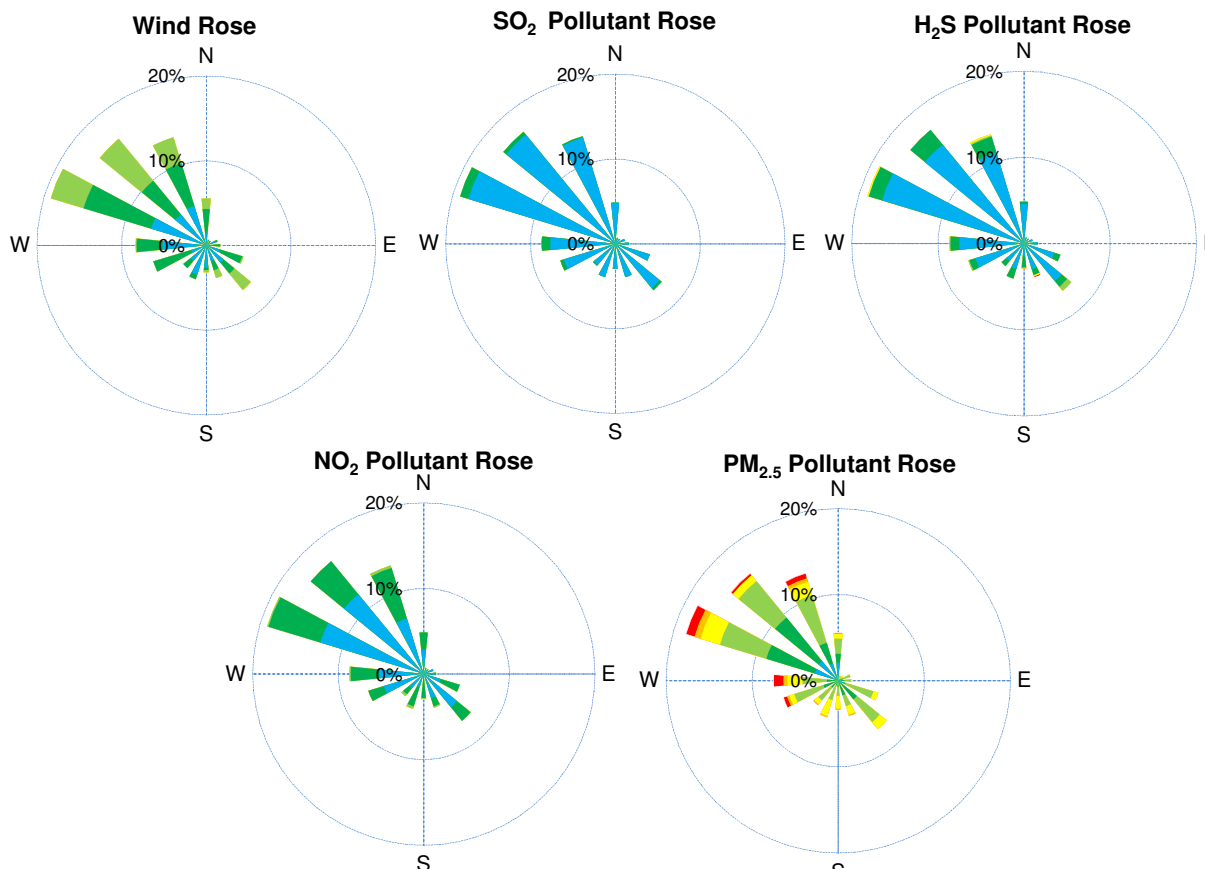 Wind Rose
N
20%
10%
W
0%
E
S
SO₂ Pollutant Rose
N
20%
10%
W
0%
E
S
H₂S Pollutant Rose
N
20%
10%
W
0%
S
NO₂ Pollutant Rose
N
20%
10%
W
0%
E
S
PM₂.₅ Pollutant Rose
N
20%
10%
W
0%
E
S